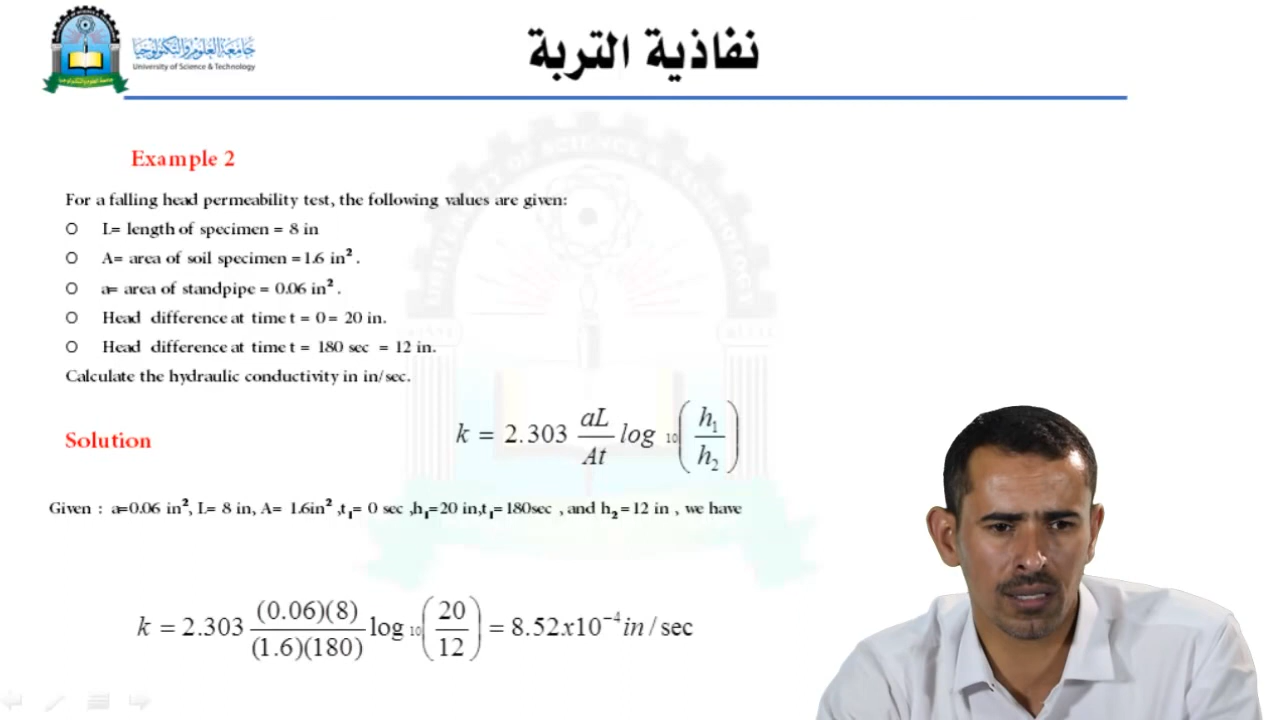 جامعة العلوم والتكنولوجيا
University of Science & Technology
نفاذية التربة
Example 2
For a falling head permeability test, the following values are given:
O L= length of specimen = 8 in
O A= area of soil specimen = 1.6 in².
O a= area of standpipe = 0.06 in².
O Head difference at time t = 0= 20 in.
O Head difference at time t = 180 sec = 12 in.
Calculate the hydraulic conductivity in in/sec.
Solution
k = 2.303 aL/At log ₁₀(h₁/h₂)
Given : a=0.06 in², L= 8 in, A= 1.6in² ,t₁= 0 sec ,h₁=20 in,t₁=180sec , and h₂=12 in , we have
k = 2.303 (0.06)(8)/(1.6)(180) log ₁₀(20/12) = 8.52x10⁻⁴ in/sec